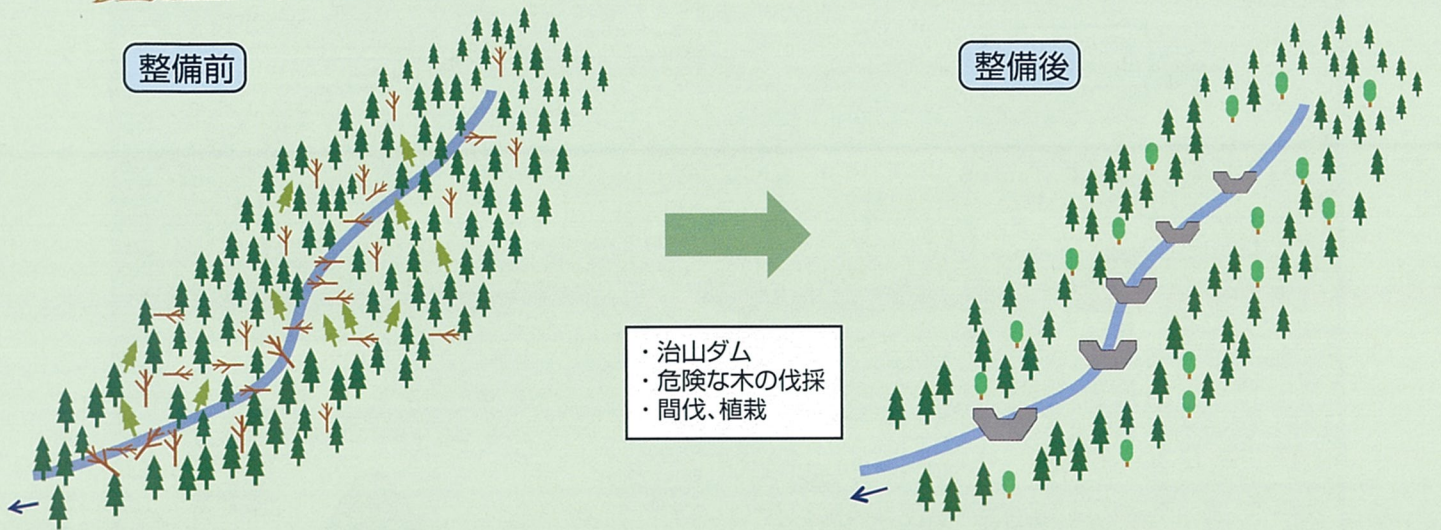 整備前
整備後
・治山ダム
・危険な木の伐採
・間伐、植栽